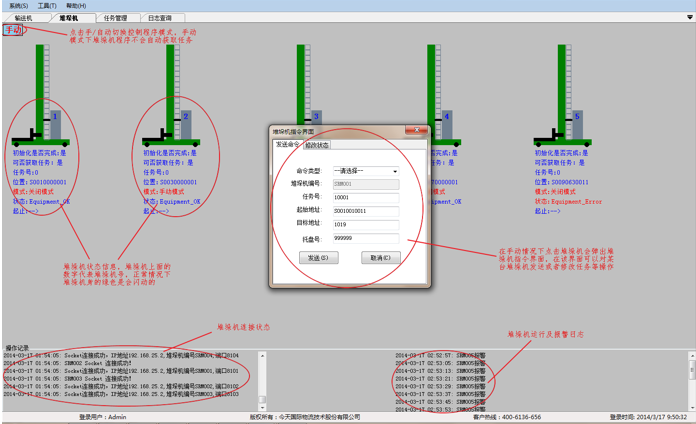 系统(S) 工具(T) 帮助(H)
输送机 堆垛机 任务管理 日志查询
手动
点击手/自动切换控制程序模式，手动
模式下堆垛机程序不会自动获取任务
1
2
3
4
5
初始化是否完成:是
可否获取任务: 是
任务号:0
位置:S0010000001
模式:关闭模式
状态:Equipment_OK
起止:-->
初始化是否完成:是
可否获取任务: 是
任务号:0
位置:S0030000001
模式:手动模式
状态:Equipment_OK
起止:-->
堆垛机指令界面
发送命令 修改状态
命令类型: --请选择--
堆垛机编号: SRM001
任务号: 10001
起始地址: S0010010011
目的地址: 1019
托盘号: 999999
发送(S) 取消(C)
化是否完成:是
获取任务: 是
号:0
70000001
关闭模式
Equipment_OK
-->
初始化是否完成:是
可否获取任务: 是
任务号:0
位置:S0090630011
模式:关闭模式
状态:Equipment_Error
起止:-->
堆垛机状态信息，堆垛机上面的
数字代表堆垛机号，正常情况下
堆垛机身的绿色是会闪动的
在手动情况下点击堆垛机会弹出堆
垛机指令界面，在该界面可以对某
台堆垛机发送或者修改任务等操作
堆垛机连接状态
堆垛机运行及报警日志
操作记录
2014-03-17 01:54:05: Socket连接成功：IP地址192.168.25.2,堆垛机编号SRM004,端口8104
2014-03-17 01:54:05: SRM002 Socket 连接成功!
2014-03-17 01:54:05: Socket连接成功：IP地址192.168.25.2,堆垛机编号SRM001,端口8101
2014-03-17 01:54:05: SRM003 Socket 连接成功!
2014-03-17 01:54:05: Socket连接成功：IP地址192.168.25.2,堆垛机编号SRM002,端口8102
2014-03-17 01:54:05: Socket连接成功：IP地址192.168.25.2,堆垛机编号SRM003,端口8103
2014-03-17 02:52:57: SRM005报警
2014-03-17 02:53:05: SRM005报警
2014-03-17 02:53:13: SRM005报警
2014-03-17 02:53:21: SRM005报警
2014-03-17 02:53:29: SRM005报警
2014-03-17 02:53:37: SRM005报警
2014-03-17 02:53:45: SRM005报警
2014-03-17 02:53:53: SRM005报警
登录用户: Admin 版权所有: 今天国际物流技术股份有限公司 客户热线: 400-6136-656 登录时间: 2014/3/17 9:50:32